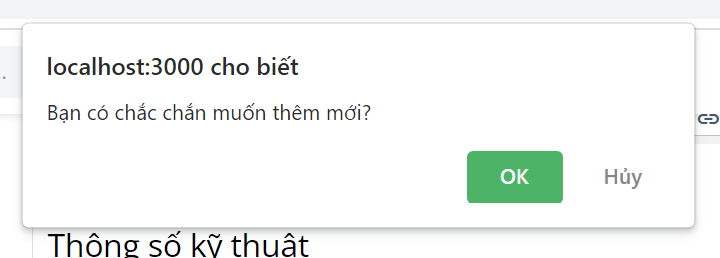 localhost:3000 cho biết
Bạn có chắc chắn muốn thêm mới?
OK
Hủy
Thông số kỹ thuật